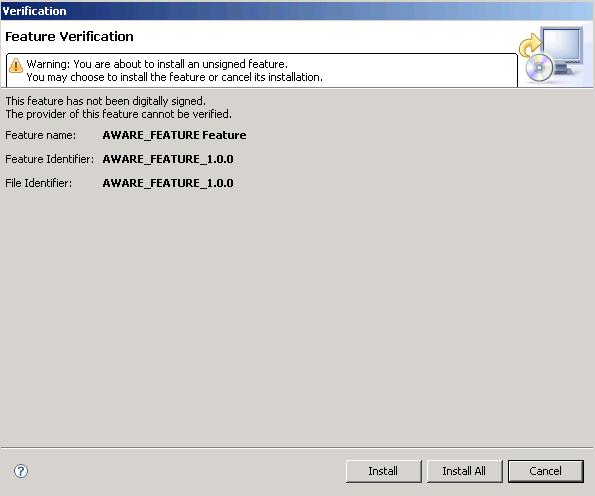 Verification
Feature Verification
Warning: You are about to install an unsigned feature.
You may choose to install the feature or cancel its installation.
This feature has not been digitally signed.
The provider of this feature cannot be verified.
Feature name: AWARE_FEATURE Feature
Feature Identifier: AWARE_FEATURE_1.0.0
File Identifier: AWARE_FEATURE_1.0.0
? Install Install All Cancel